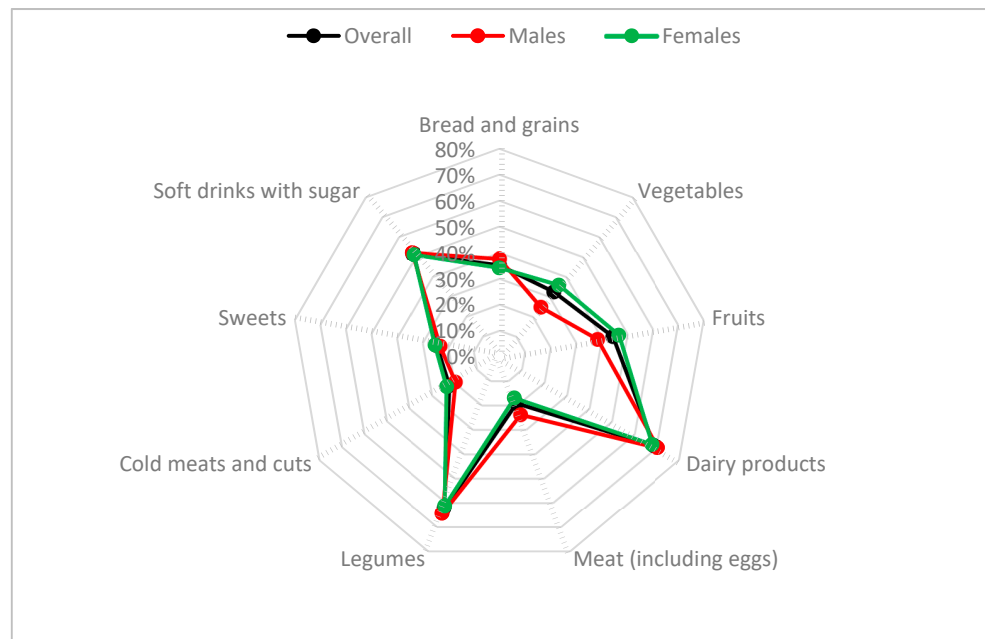 Overall Males Females
Bread and grains
80%
70%
60%
50%
40%
30%
20%
10%
0%
Vegetables
Fruits
Dairy products
Meat (including eggs)
Legumes
Cold meats and cuts
Sweets
Soft drinks with sugar